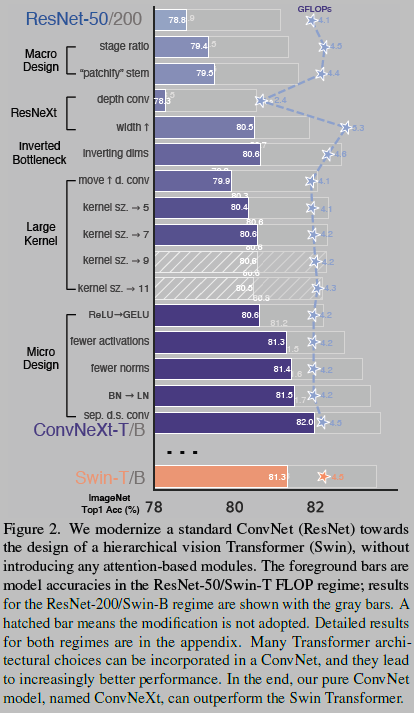 GFLOPs
ResNet-50/200 78.8 4.1
Macro Design
stage ratio 79.4 4.5
"patchify" stem 79.5 4.4
ResNeXt
depth conv 78.3 2.4
width ↑ 80.5 5.3
Inverted Bottleneck
inverting dims 80.6 4.6
Large Kernel
move ↑ d. conv 79.9 4.1
kernel sz. → 5 80.4 4.1
kernel sz. → 7 80.6 4.2
kernel sz. → 9 80.6 4.2
kernel sz. → 11 80.5 4.3
Micro Design
ReLU→GELU 80.6 4.2
fewer activations 81.3 4.2
fewer norms 81.4 4.2
BN → LN 81.5 4.2
sep. d.s. conv 82.0 4.5
ConvNeXt-T/B
Swin-T/B 81.3 4.5
ImageNet
Top1 Acc (%) 78 80 82
Figure 2. We modernize a standard ConvNet (ResNet) towards
the design of a hierarchical vision Transformer (Swin), without
introducing any attention-based modules. The foreground bars are
model accuracies in the ResNet-50/Swin-T FLOP regime; results
for the ResNet-200/Swin-B regime are shown with the gray bars. A
hatched bar means the modification is not adopted. Detailed results
for both regimes are in the appendix. Many Transformer archi-
tectural choices can be incorporated in a ConvNet, and they lead
to increasingly better performance. In the end, our pure ConvNet
model, named ConvNeXt, can outperform the Swin Transformer.